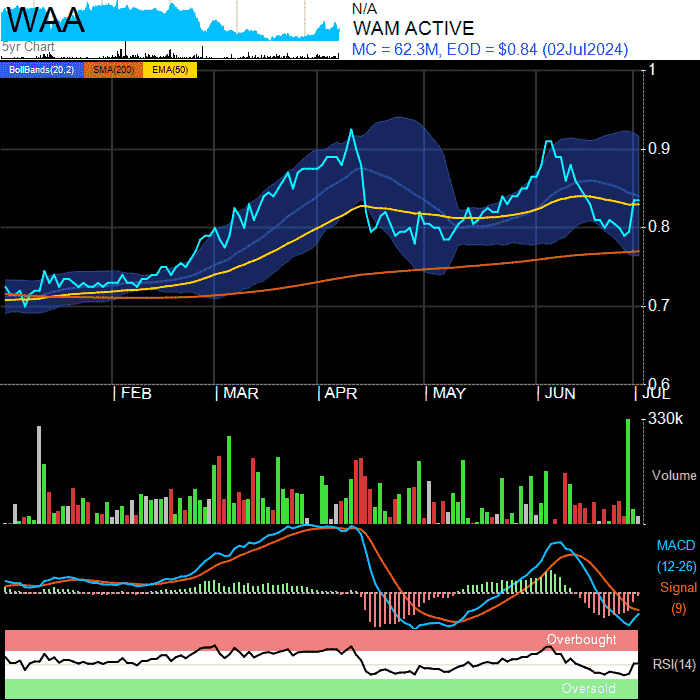 WAA
5yr Chart
N/A
WAM ACTIVE
MC = 62.3M, EOD = $0.84 (02Jul2024)
BollBands(20,2) SMA(200) EMA(50)
1
0.9
0.8
0.7
0.6
FEB MAR APR MAY JUN JUL
330k
Volume
MACD
(12-26)
Signal
(9)
Overbought
RSI(14)
Oversold